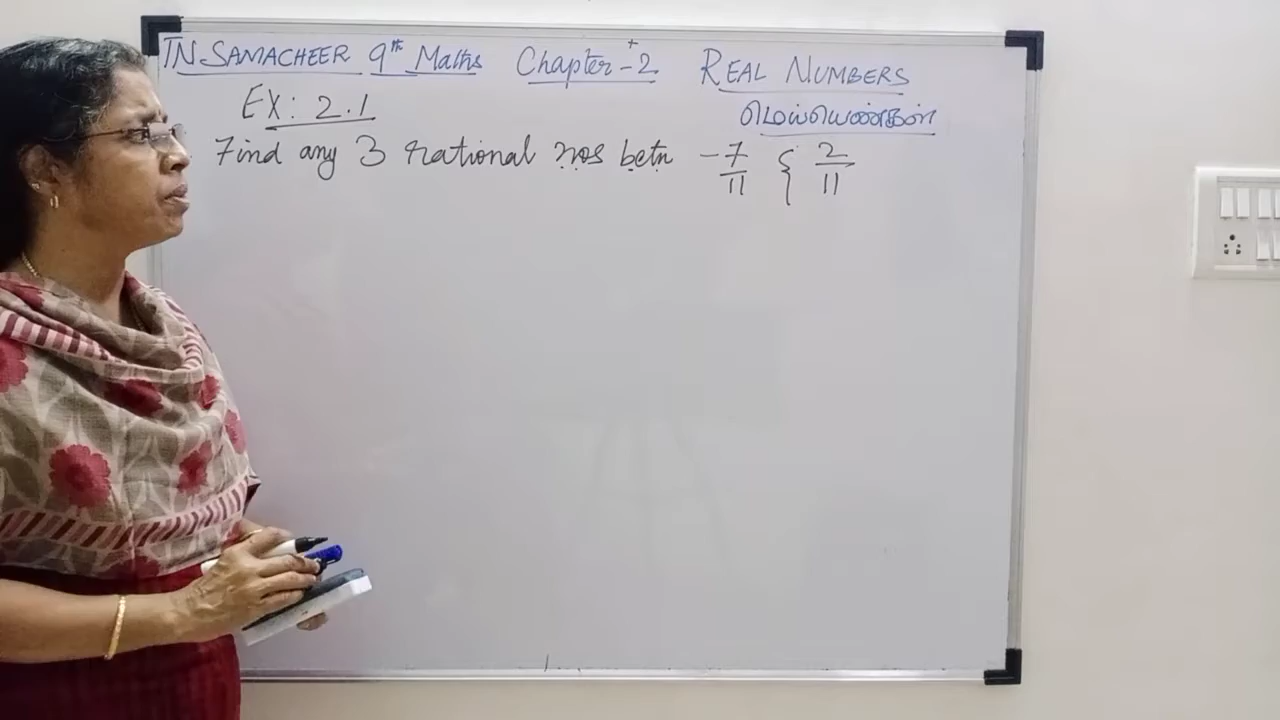 TN SAMACHEER 9th Maths Chapter-2 REAL NUMBERS
EX: 2.1 மெய்யெண்கள்
Find any 3 rational nos betn -7/11 & 2/11